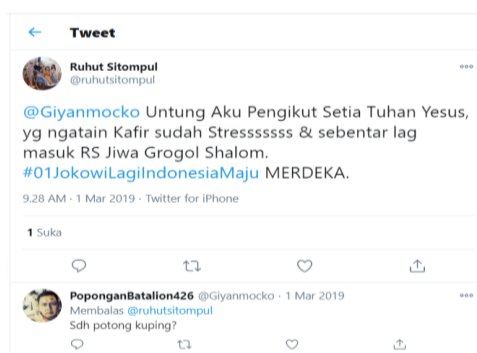 Tweet
Ruhut Sitompul
@ruhutsitompul
@Giyanmocko Untung Aku Pengikut Setia Tuhan Yesus,
yg ngatain Kafir sudah Stresssssss & sebentar lag
masuk RS Jiwa Grogol Shalom.
#01JokowiLagiIndonesiaMaju MERDEKA.
9.28 AM · 1 Mar 2019 · Twitter for iPhone
1 Suka
PoponganBatalion426 @Giyanmocko · 1 Mar 2019
Membalas @ruhutsitompul
Sdh potong kuping?